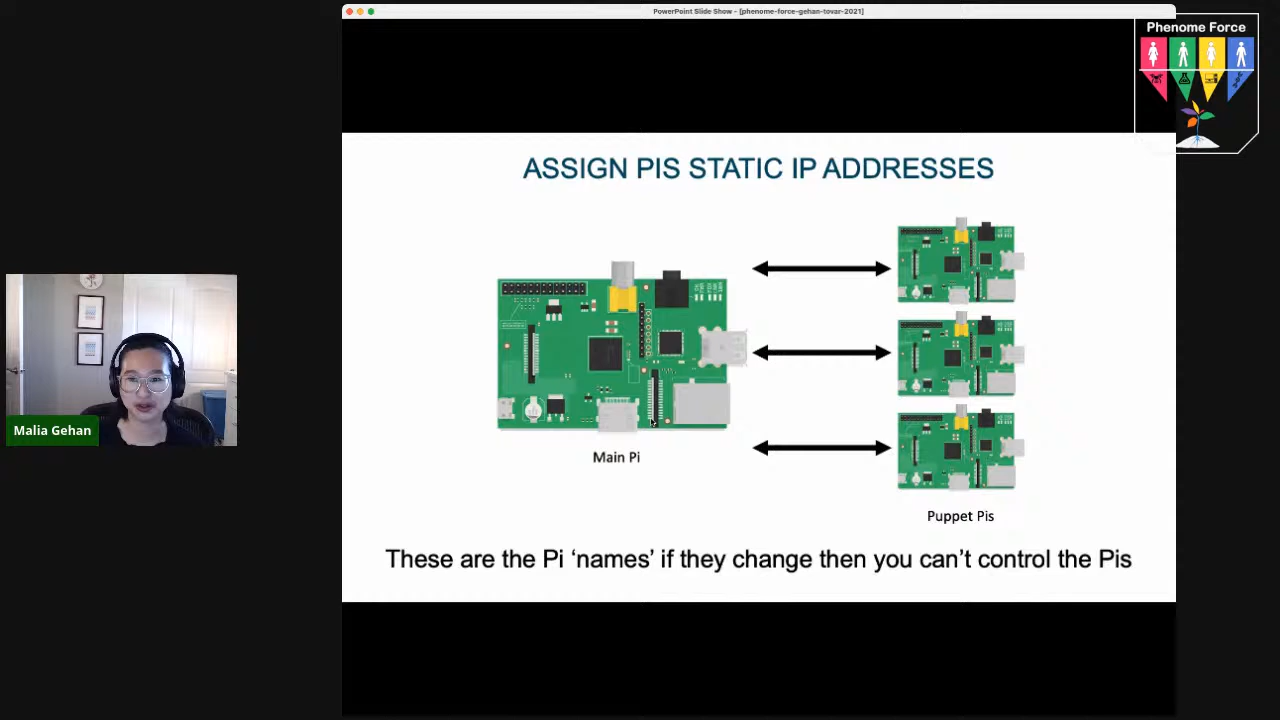 PowerPoint Slide Show - [phenome-force-gehan-tovar-2021]
Phenome Force
ASSIGN PIS STATIC IP ADDRESSES
Main Pi
Puppet Pis
These are the Pi ‘names’ if they change then you can’t control the Pis
Malia Gehan